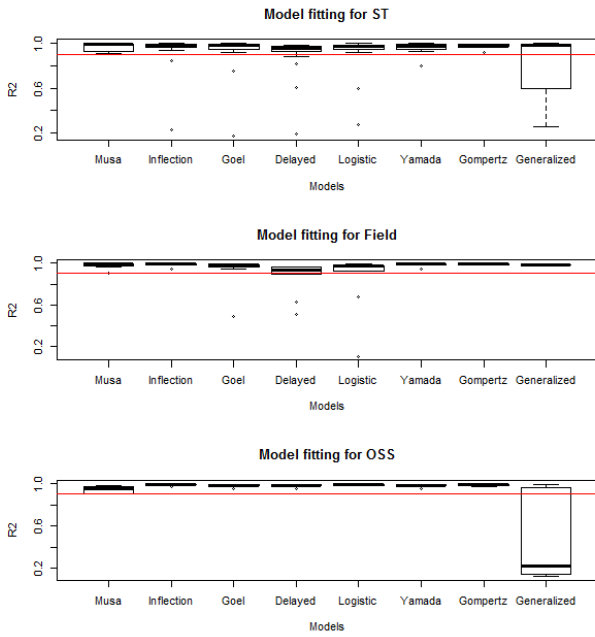 Model fitting for ST
R2
1.0
0.6
0.2
Musa Inflection Goel Delayed Logistic Yamada Gompertz Generalized
Models
Model fitting for Field
R2
1.0
0.6
0.2
Musa Inflection Goel Delayed Logistic Yamada Gompertz Generalized
Models
Model fitting for OSS
R2
1.0
0.6
0.2
Musa Inflection Goel Delayed Logistic Yamada Gompertz Generalized
Models